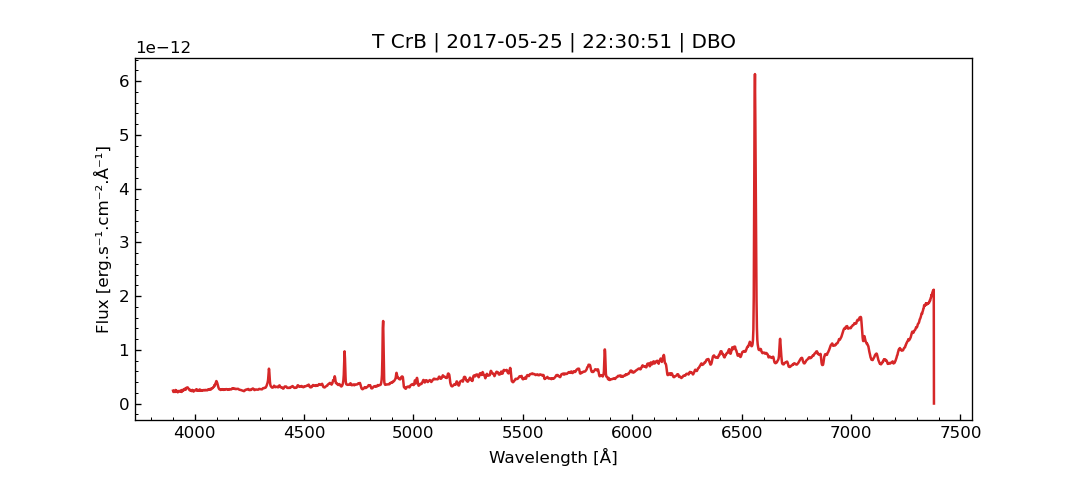 T CrB | 2017-05-25 | 22:30:51 | DBO
1e−12
6
5
4
3
2
1
0
Flux [erg.s⁻¹.cm⁻².Å⁻¹]
4000 4500 5000 5500 6000 6500 7000 7500
Wavelength [Å]